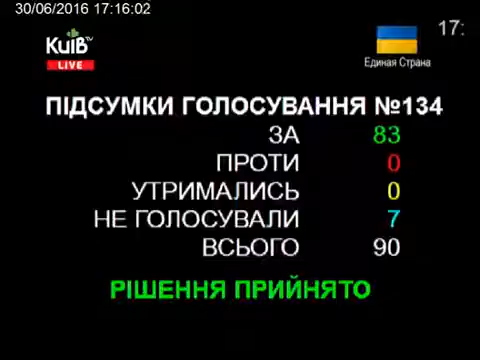 30/06/2016 17:16:02
КиїВ TV
LIVE
17:
Единая Страна
ПІДСУМКИ ГОЛОСУВАННЯ №134
ЗА 83
ПРОТИ 0
УТРИМАЛИСЬ 0
НЕ ГОЛОСУВАЛИ 7
ВСЬОГО 90
РІШЕННЯ ПРИЙНЯТО